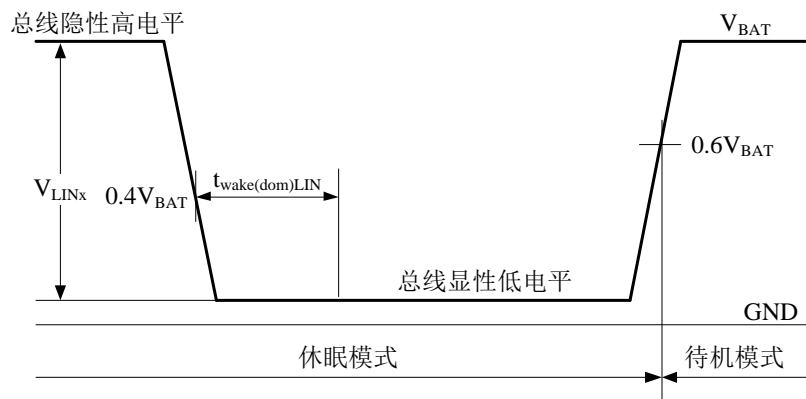 总线隐性高电平
V_BAT
V_LINx
0.4V_BAT
t_wake(dom)LIN
0.6V_BAT
总线显性低电平
GND
休眠模式
待机模式